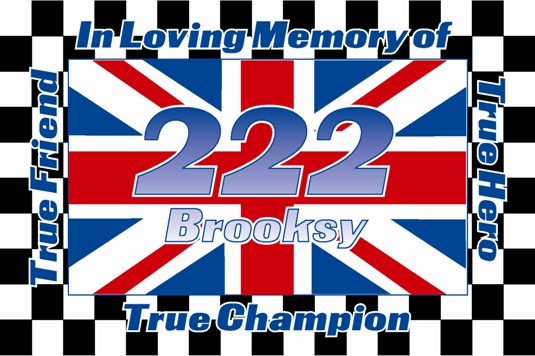 In Loving Memory of
True Friend
222
Brooksy
True Hero
True Champion